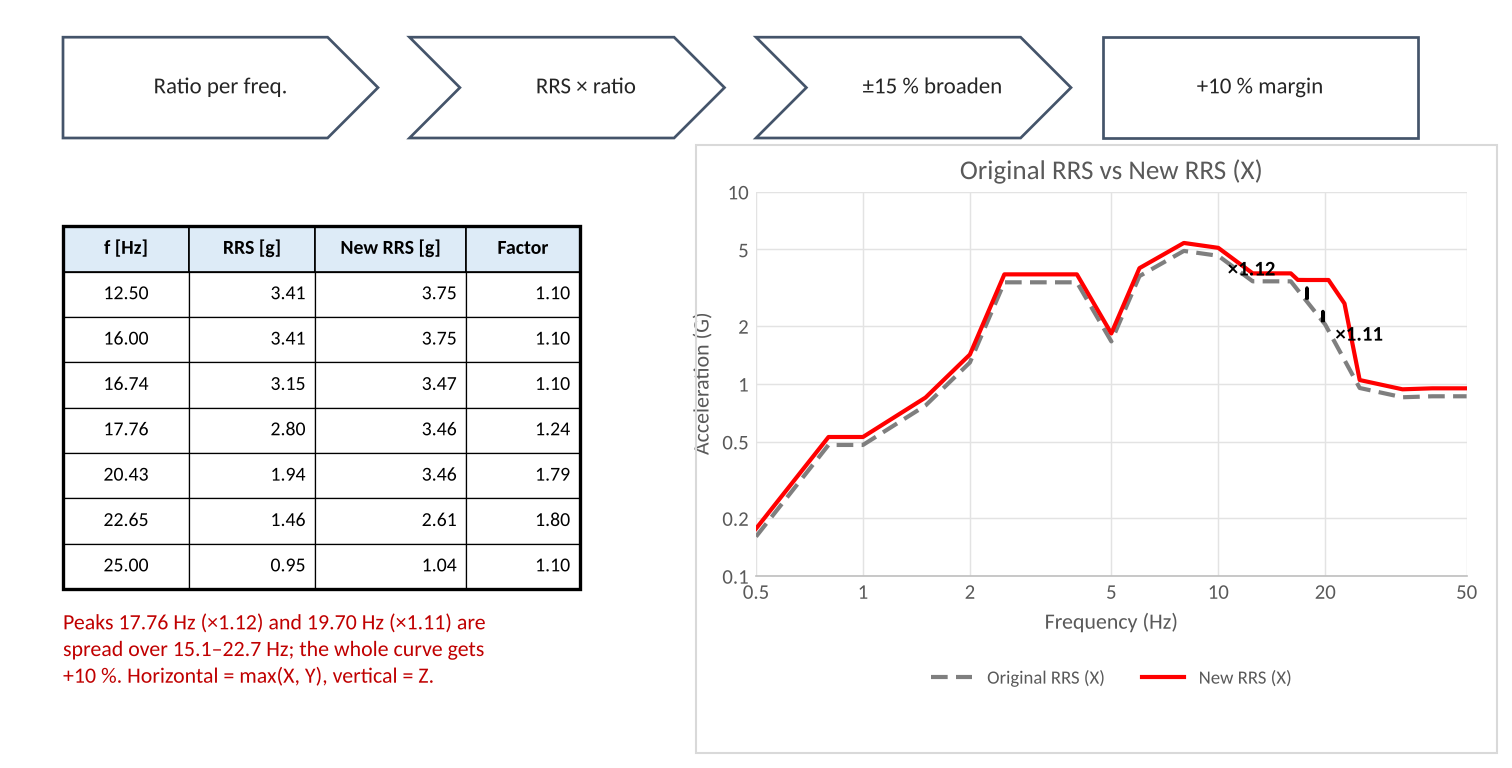 Ratio per freq.
RRS × ratio
±15 % broaden
+10 % margin
f [Hz] RRS [g] New RRS [g] Factor
12.50 3.41 3.75 1.10
16.00 3.41 3.75 1.10
16.74 3.15 3.47 1.10
17.76 2.80 3.46 1.24
20.43 1.94 3.46 1.79
22.65 1.46 2.61 1.80
25.00 0.95 1.04 1.10
Peaks 17.76 Hz (×1.12) and 19.70 Hz (×1.11) are
spread over 15.1–22.7 Hz; the whole curve gets
+10 %. Horizontal = max(X, Y), vertical = Z.
Original RRS vs New RRS (X)
Acceleration (G)
10
5
2
1
0.5
0.2
0.1
×1.12
×1.11
0.5 1 2 5 10 20 50
Frequency (Hz)
Original RRS (X) New RRS (X)